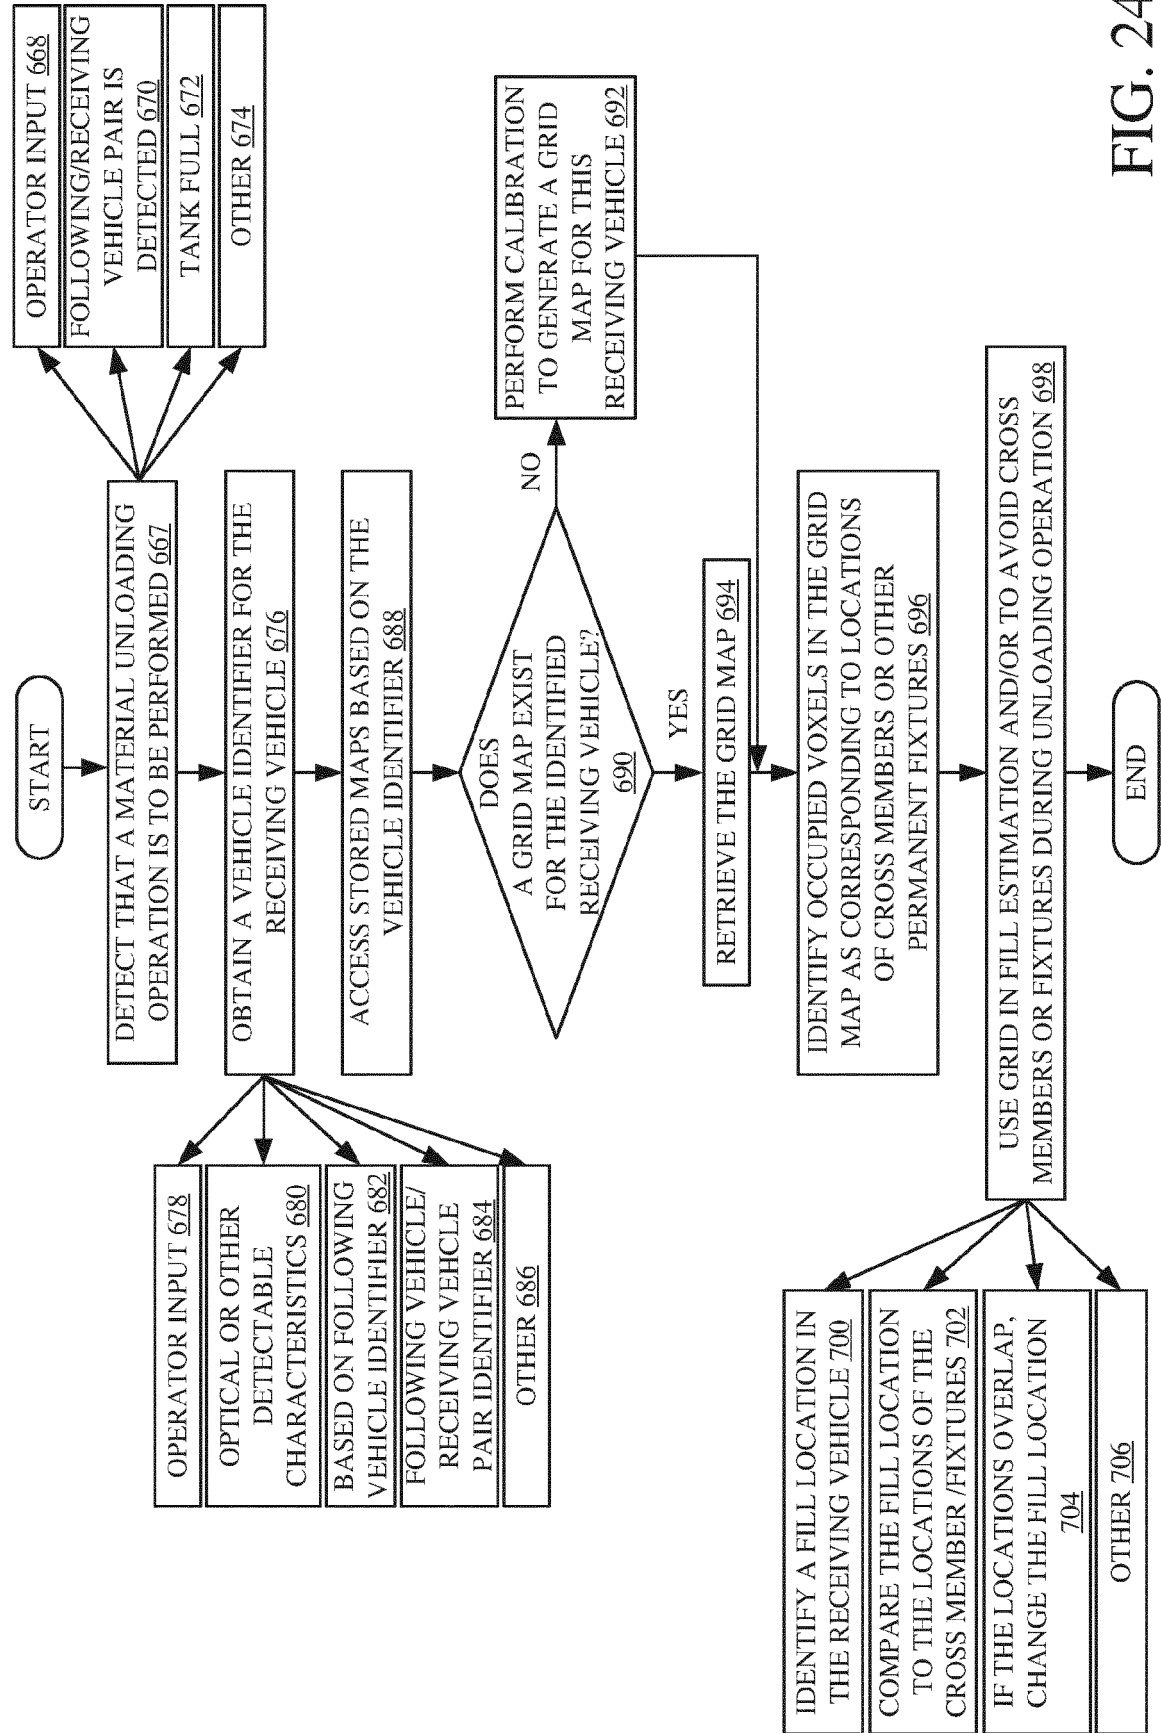 START
DETECT THAT A MATERIAL UNLOADING
OPERATION IS TO BE PERFORMED 667
OPERATOR INPUT 668
FOLLOWING/RECEIVING
VEHICLE PAIR IS
DETECTED 670
TANK FULL 672
OTHER 674
OBTAIN A VEHICLE IDENTIFIER FOR THE
RECEIVING VEHICLE 676
OPERATOR INPUT 678
OPTICAL OR OTHER
DETECTABLE
CHARACTERISTICS 680
BASED ON FOLLOWING
VEHICLE IDENTIFIER 682
FOLLOWING VEHICLE/
RECEIVING VEHCLE
PAIR IDENTIFIER 684
OTHER 686
ACCESS STORED MAPS BASED ON THE
VEHICLE IDENTIFIER 688
DOES
A GRID MAP EXIST
FOR THE IDENTIFIED
RECEIVING VEHICLE?
690
NO
PERFORM CALIBRATION
TO GENERATE A GRID
MAP FOR THIS
RECEIVING VEHICLE 692
YES
RETRIEVE THE GRID MAP 694
IDENTIFY OCCUPIED VOXELS IN THE GRID
MAP AS CORRESPONDING TO LOCATIONS
OF CROSS MEMBERS OR OTHER
PERMANENT FIXTURES 696
USE GRID IN FILL ESTIMATION AND/OR TO AVOID CROSS
MEMBERS OR FIXTURES DURING UNLOADING OPERATION 698
IDENTIFY A FILL LOCATION IN
THE RECEIVING VEHICLE 700
COMPARE THE FILL LOCATION
TO THE LOCATIONS OF THE
CROSS MEMBER /FIXTURES 702
IF THE LOCATIONS OVERLAP,
CHANGE THE FILL LOCATION
704
OTHER 706
END
FIG. 24